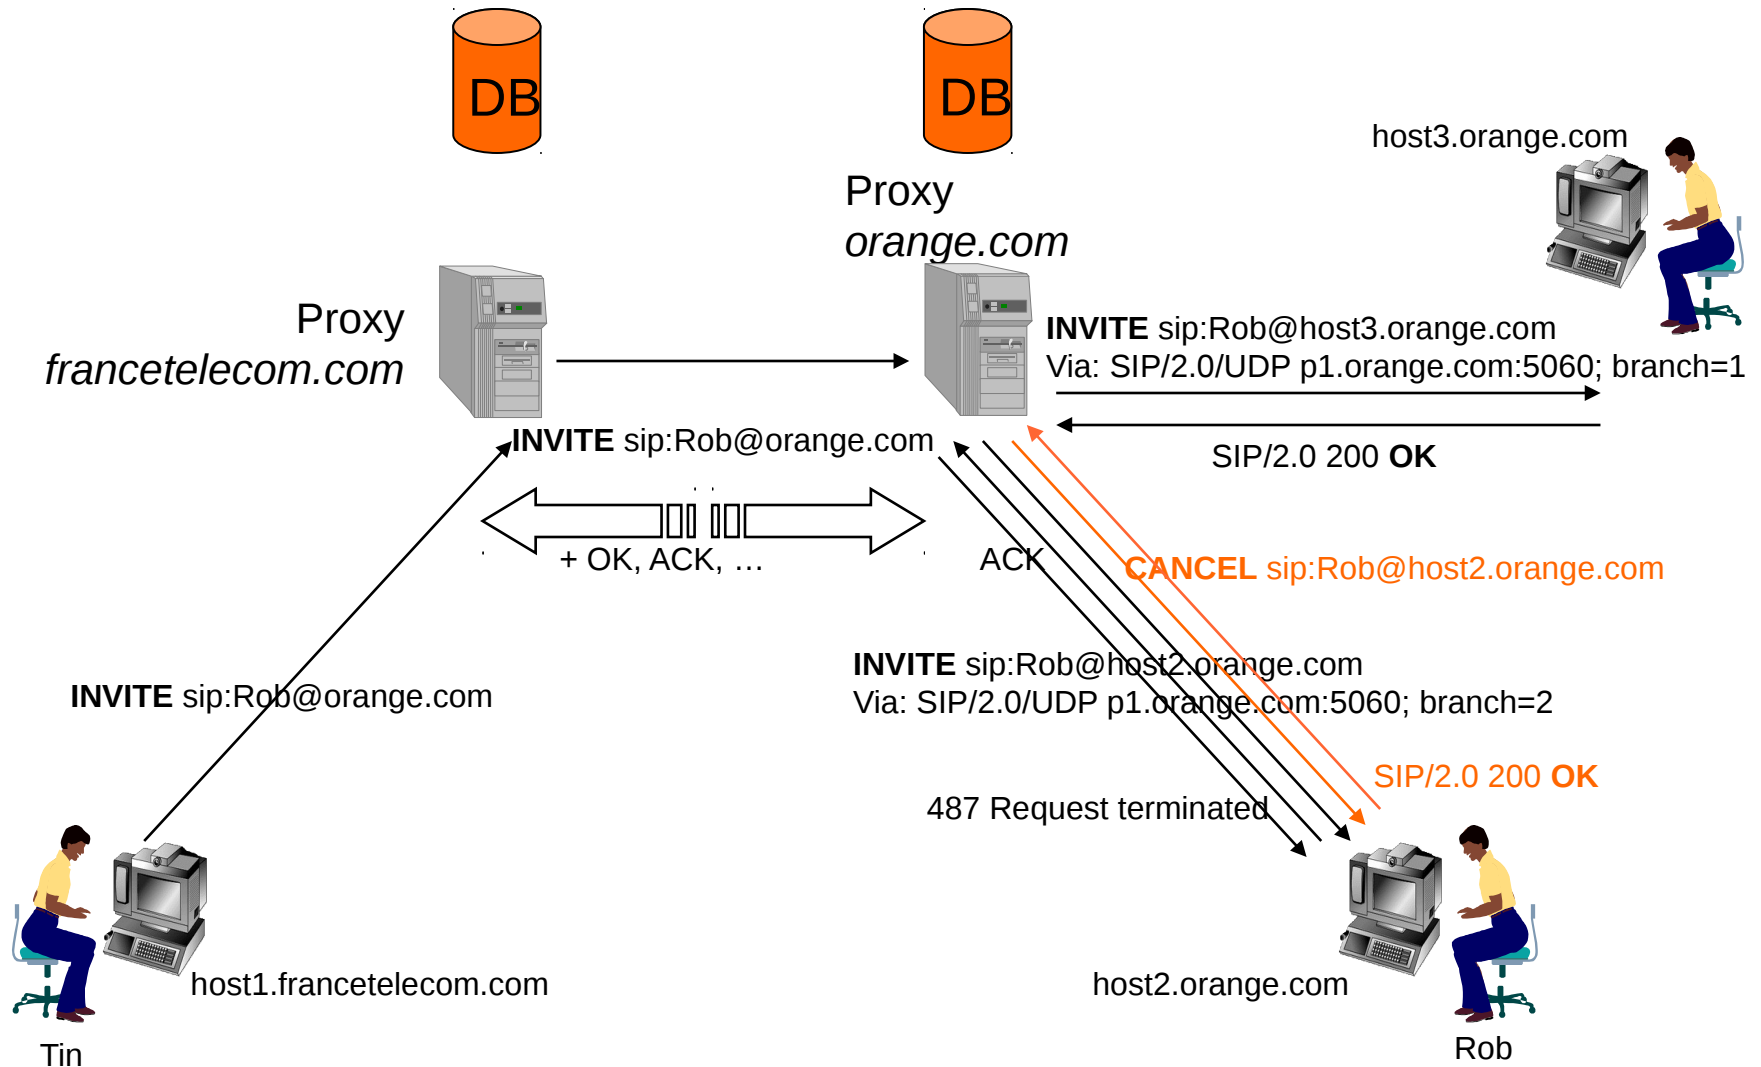 DB
DB
host3.orange.com
Proxy
orange.com
Proxy
francetelecom.com
INVITE sip:Rob@host3.orange.com
Via: SIP/2.0/UDP p1.orange.com:5060; branch=1
INVITE sip:Rob@orange.com
SIP/2.0 200 OK
+ OK, ACK, …
ACK
CANCEL sip:Rob@host2.orange.com
INVITE sip:Rob@host2.orange.com
Via: SIP/2.0/UDP p1.orange.com:5060; branch=2
INVITE sip:Rob@orange.com
SIP/2.0 200 OK
487 Request terminated
host1.francetelecom.com
host2.orange.com
Tin
Rob